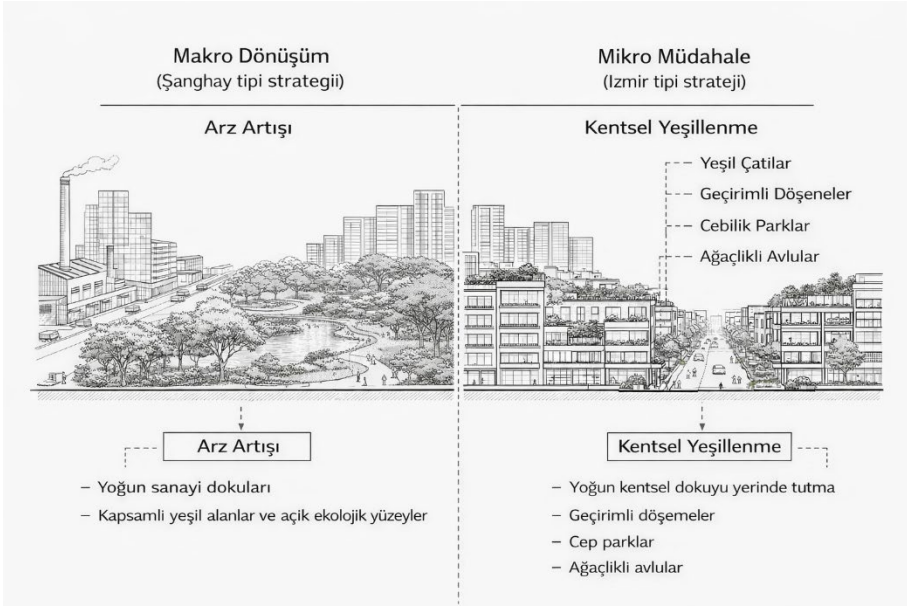 Makro Dönüşüm
(Şanghay tipi strategii)
Arz Artışı
Mikro Müdahale
(Izmir tipi strateji)
Kentsel Yeşillenme
Yeşil Çatilar
Geçirimli Döşeneler
Cebilik Parklar
Ağaçlikli Avlular
Arz Artışı
– Yoğun sanayi dokuları
– Kapsamli yeşil alanlar ve açik ekolojik yüzeyler
Kentsel Yeşillenme
– Yoğun kentsel dokuyu yerinde tutma
– Geçirimli döşemeler
– Cep parklar
– Ağaçlikli avlular